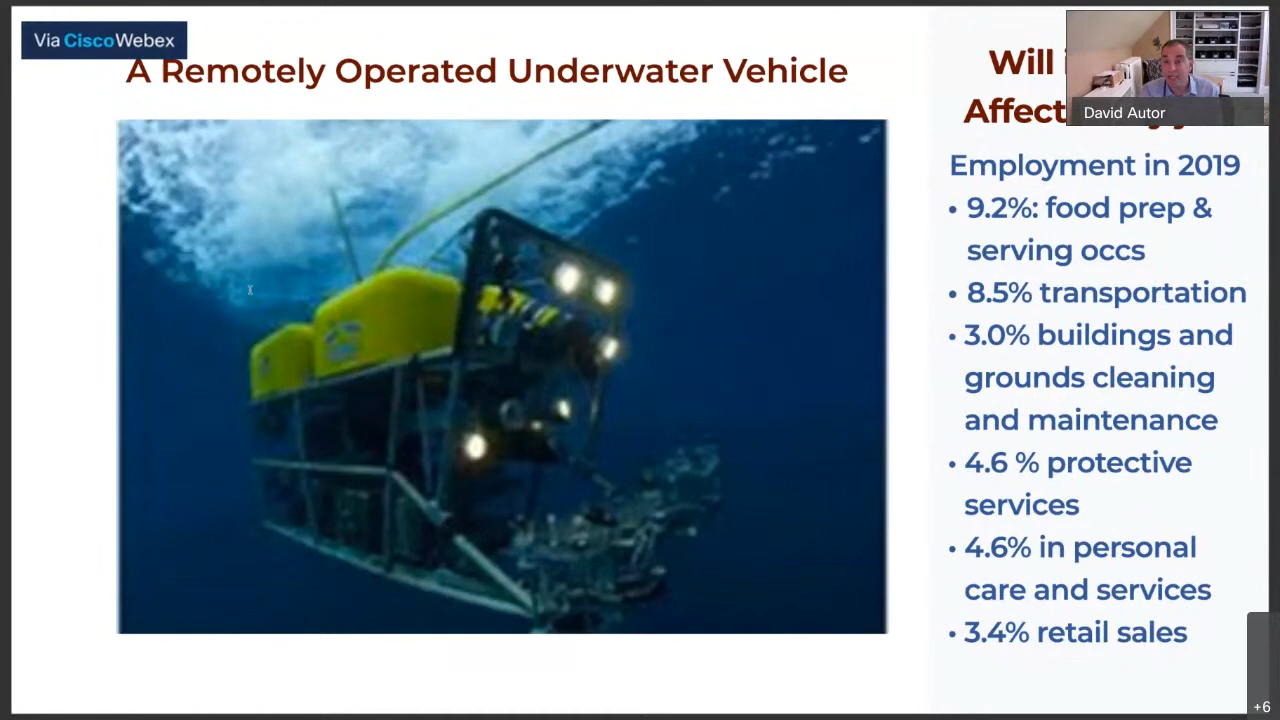 Via Cisco Webex
A Remotely Operated Underwater Vehicle
Will
Affect
David Autor
Employment in 2019
• 9.2%: food prep &
serving occs
• 8.5% transportation
• 3.0% buildings and
grounds cleaning
and maintenance
• 4.6 % protective
services
• 4.6% in personal
care and services
• 3.4% retail sales
+6